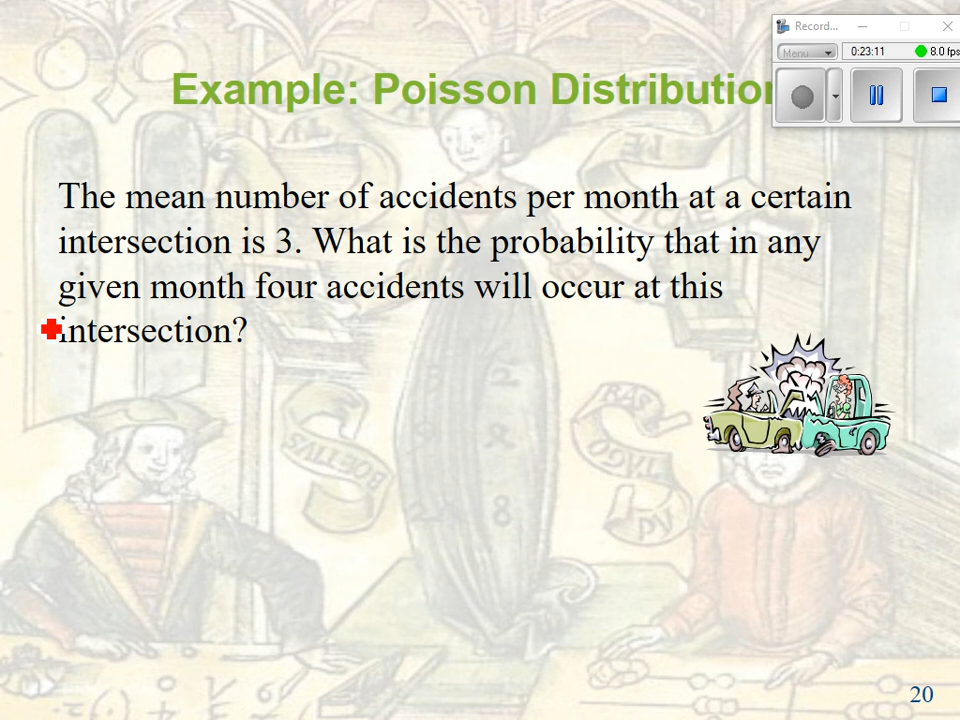 Record...
Menu
0:23:11
8.0 fps
Example: Poisson Distribution
The mean number of accidents per month at a certain
intersection is 3. What is the probability that in any
given month four accidents will occur at this
intersection?
20